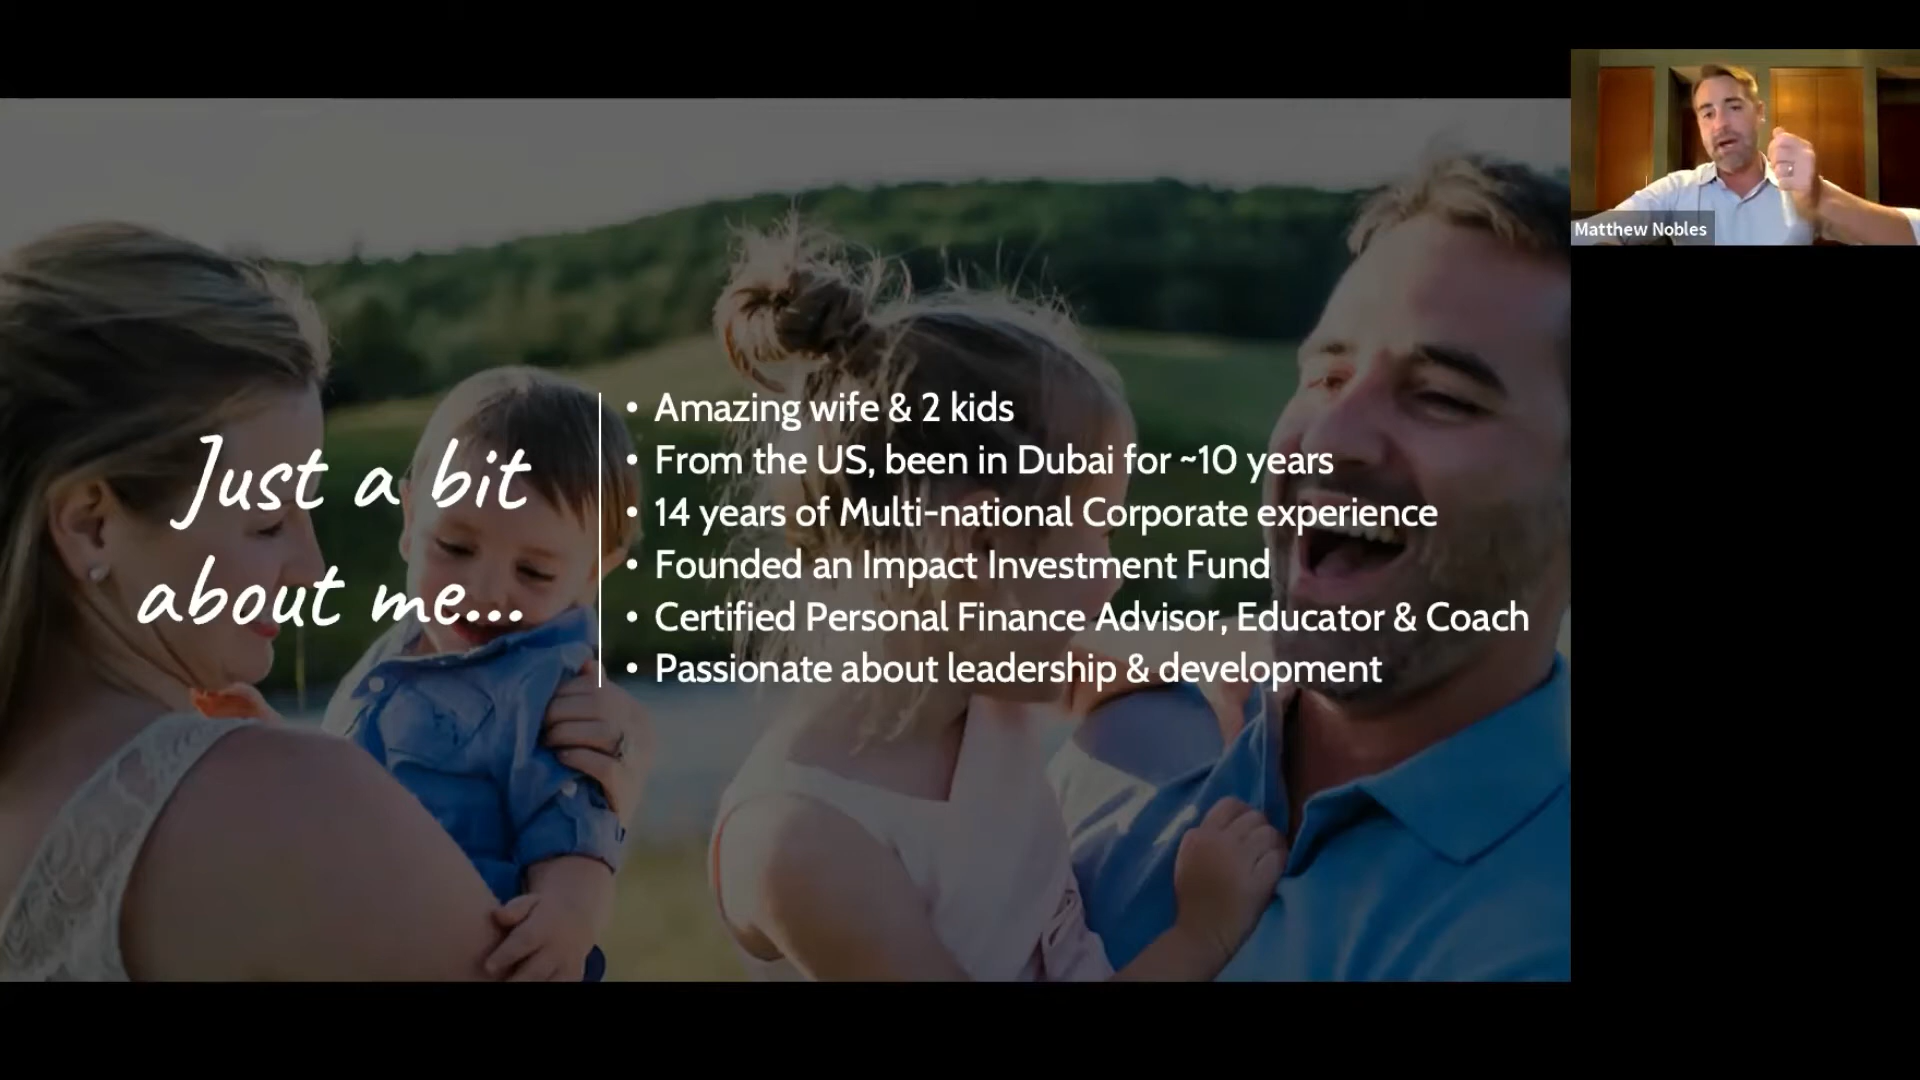 Matthew Nobles
Just a bit
about me...
• Amazing wife & 2 kids
• From the US, been in Dubai for ~10 years
• 14 years of Multi-national Corporate experience
• Founded an Impact Investment Fund
• Certified Personal Finance Advisor, Educator & Coach
• Passionate about leadership & development